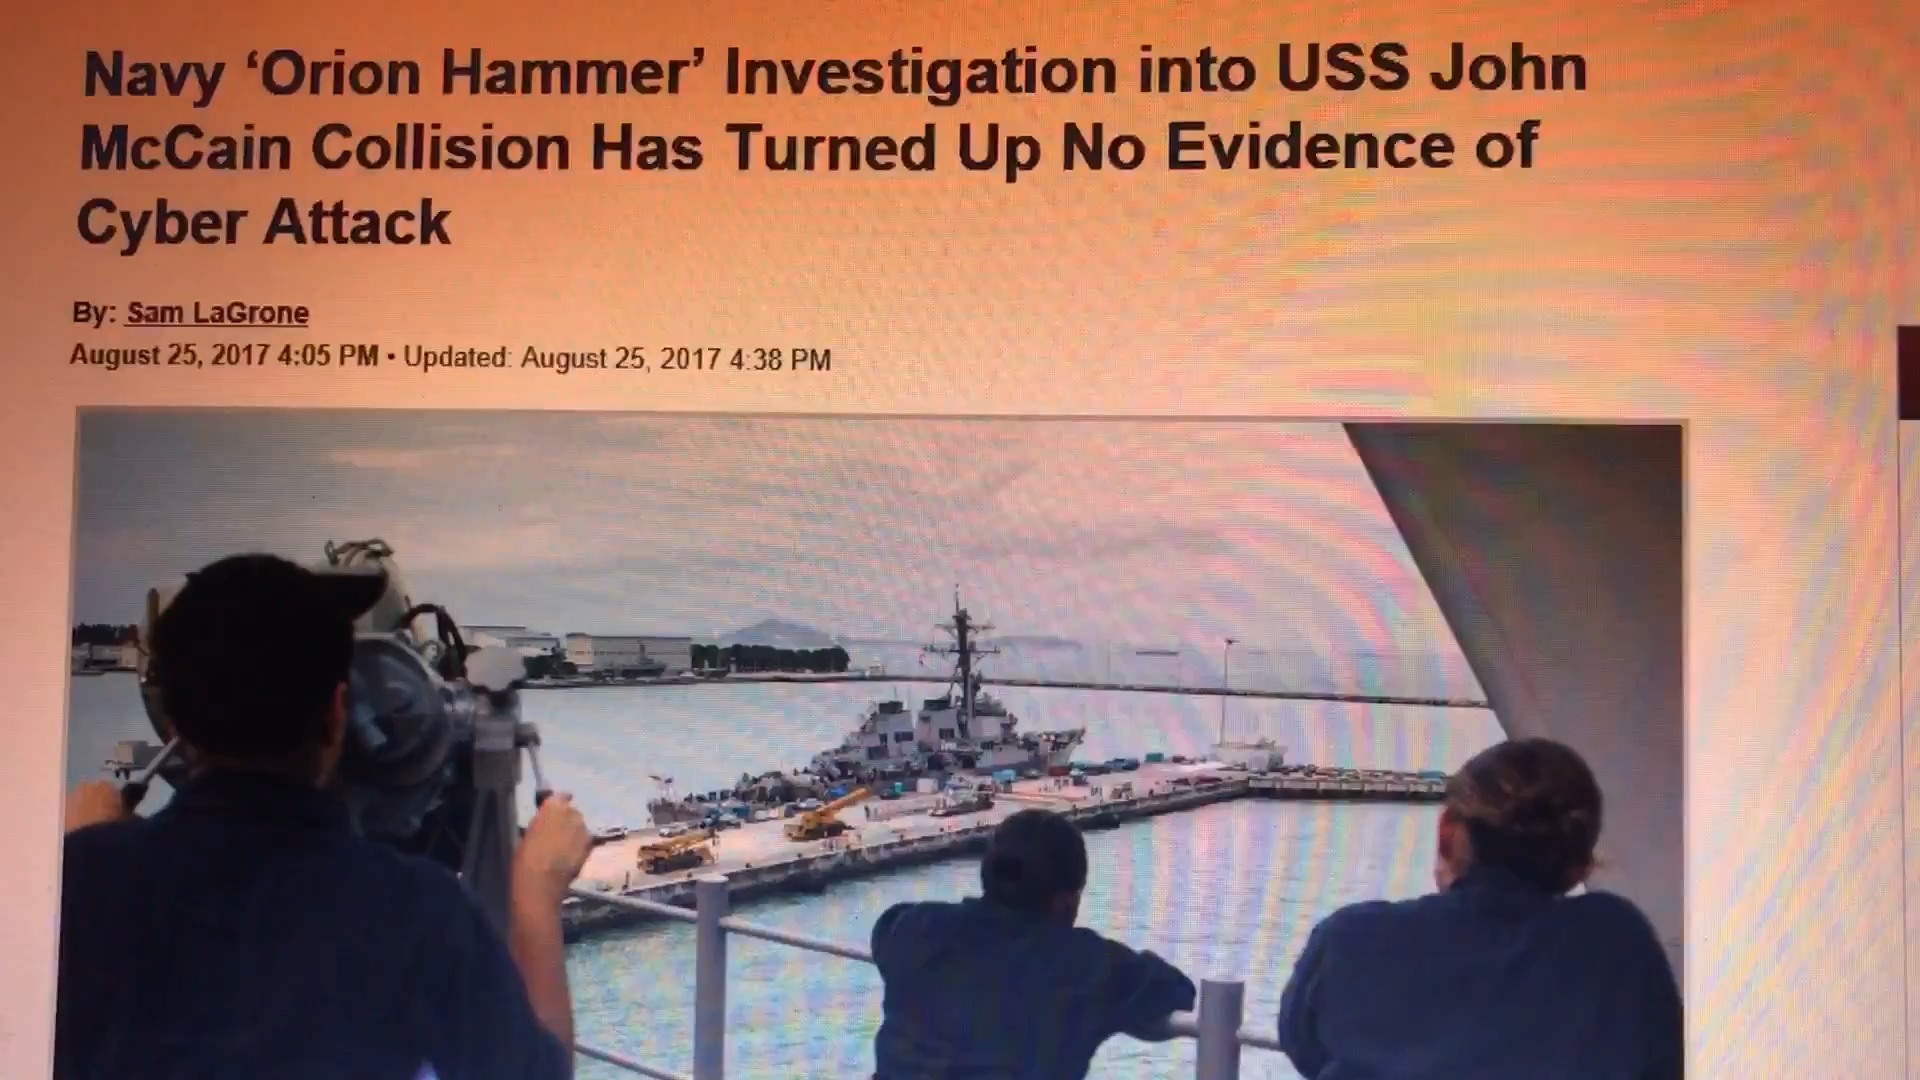 Navy ‘Orion Hammer’ Investigation into USS John
McCain Collision Has Turned Up No Evidence of
Cyber Attack
By: Sam LaGrone
August 25, 2017 4:05 PM • Updated: August 25, 2017 4:38 PM